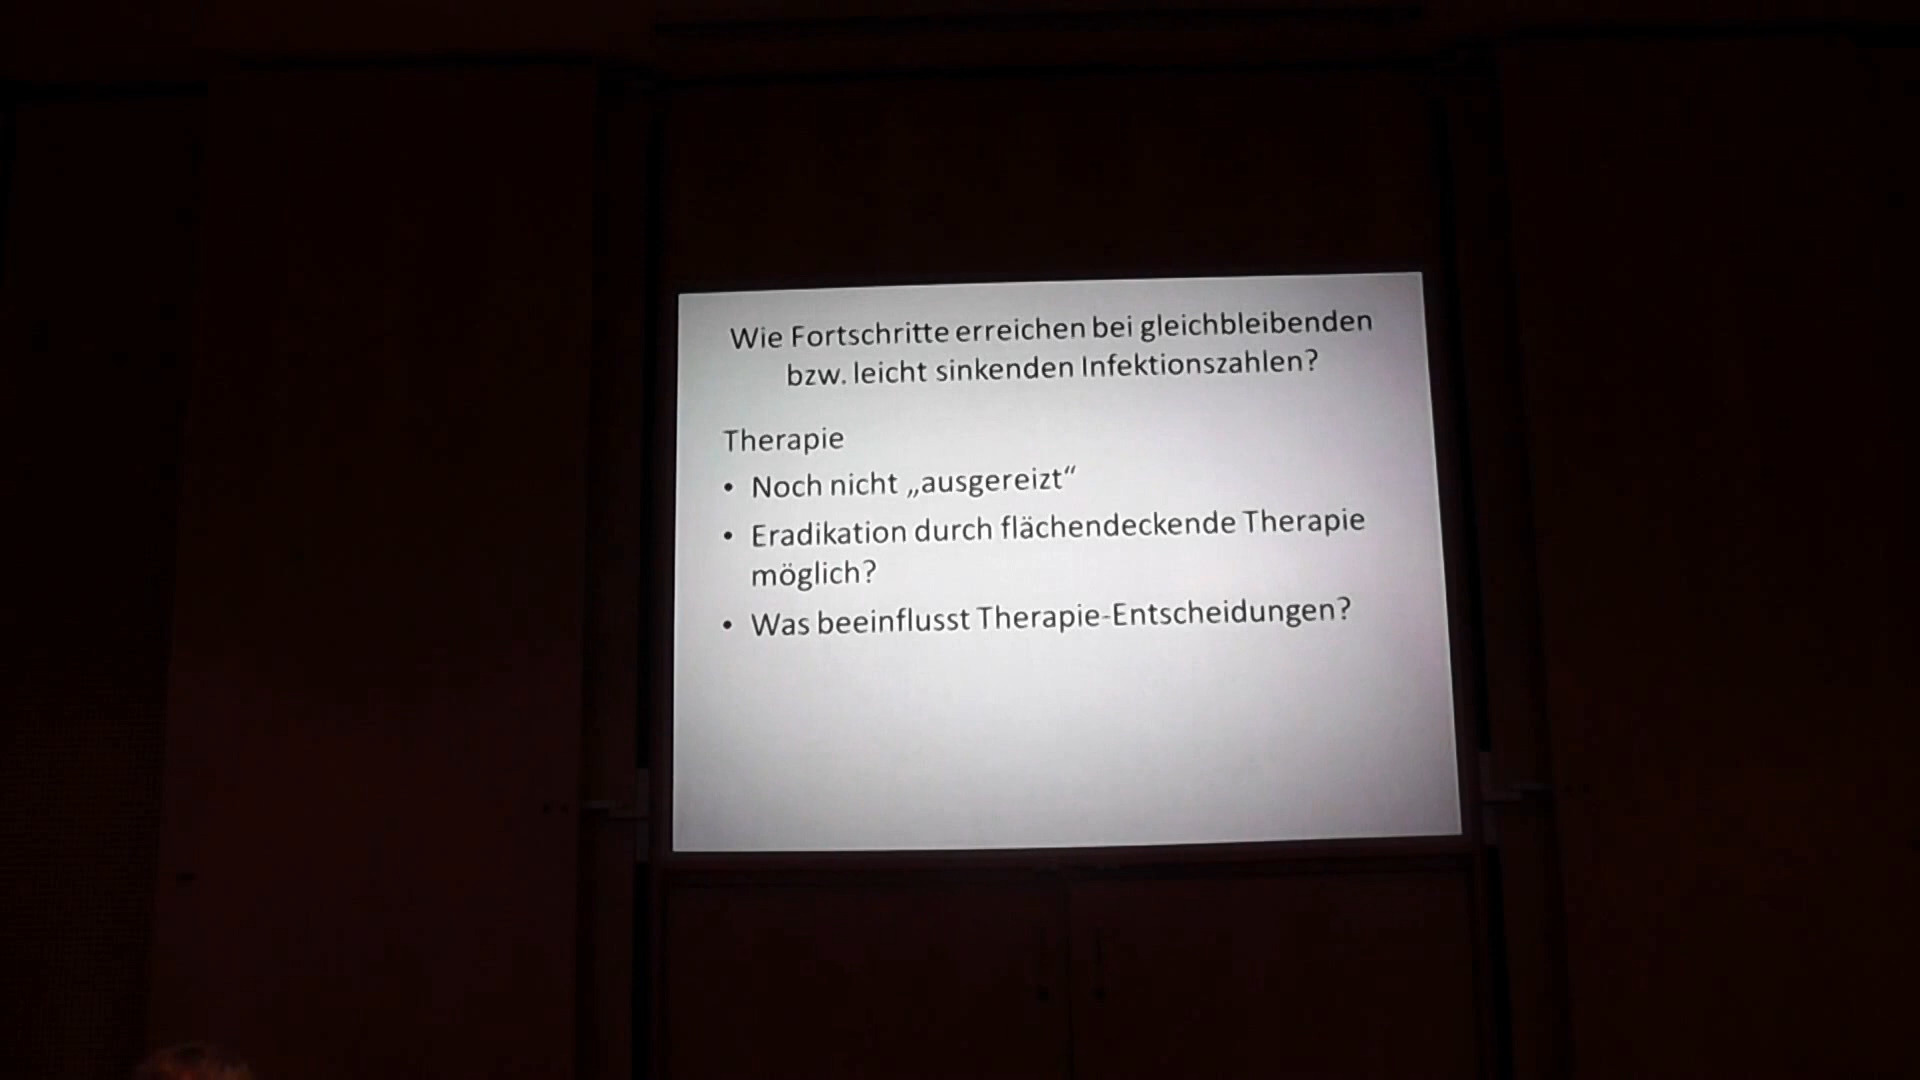 Wie Fortschritte erreichen bei gleichbleibenden
bzw. leicht sinkenden Infektionszahlen?
Therapie
• Noch nicht „ausgereizt“
• Eradikation durch flächendeckende Therapie
möglich?
• Was beeinflusst Therapie-Entscheidungen?